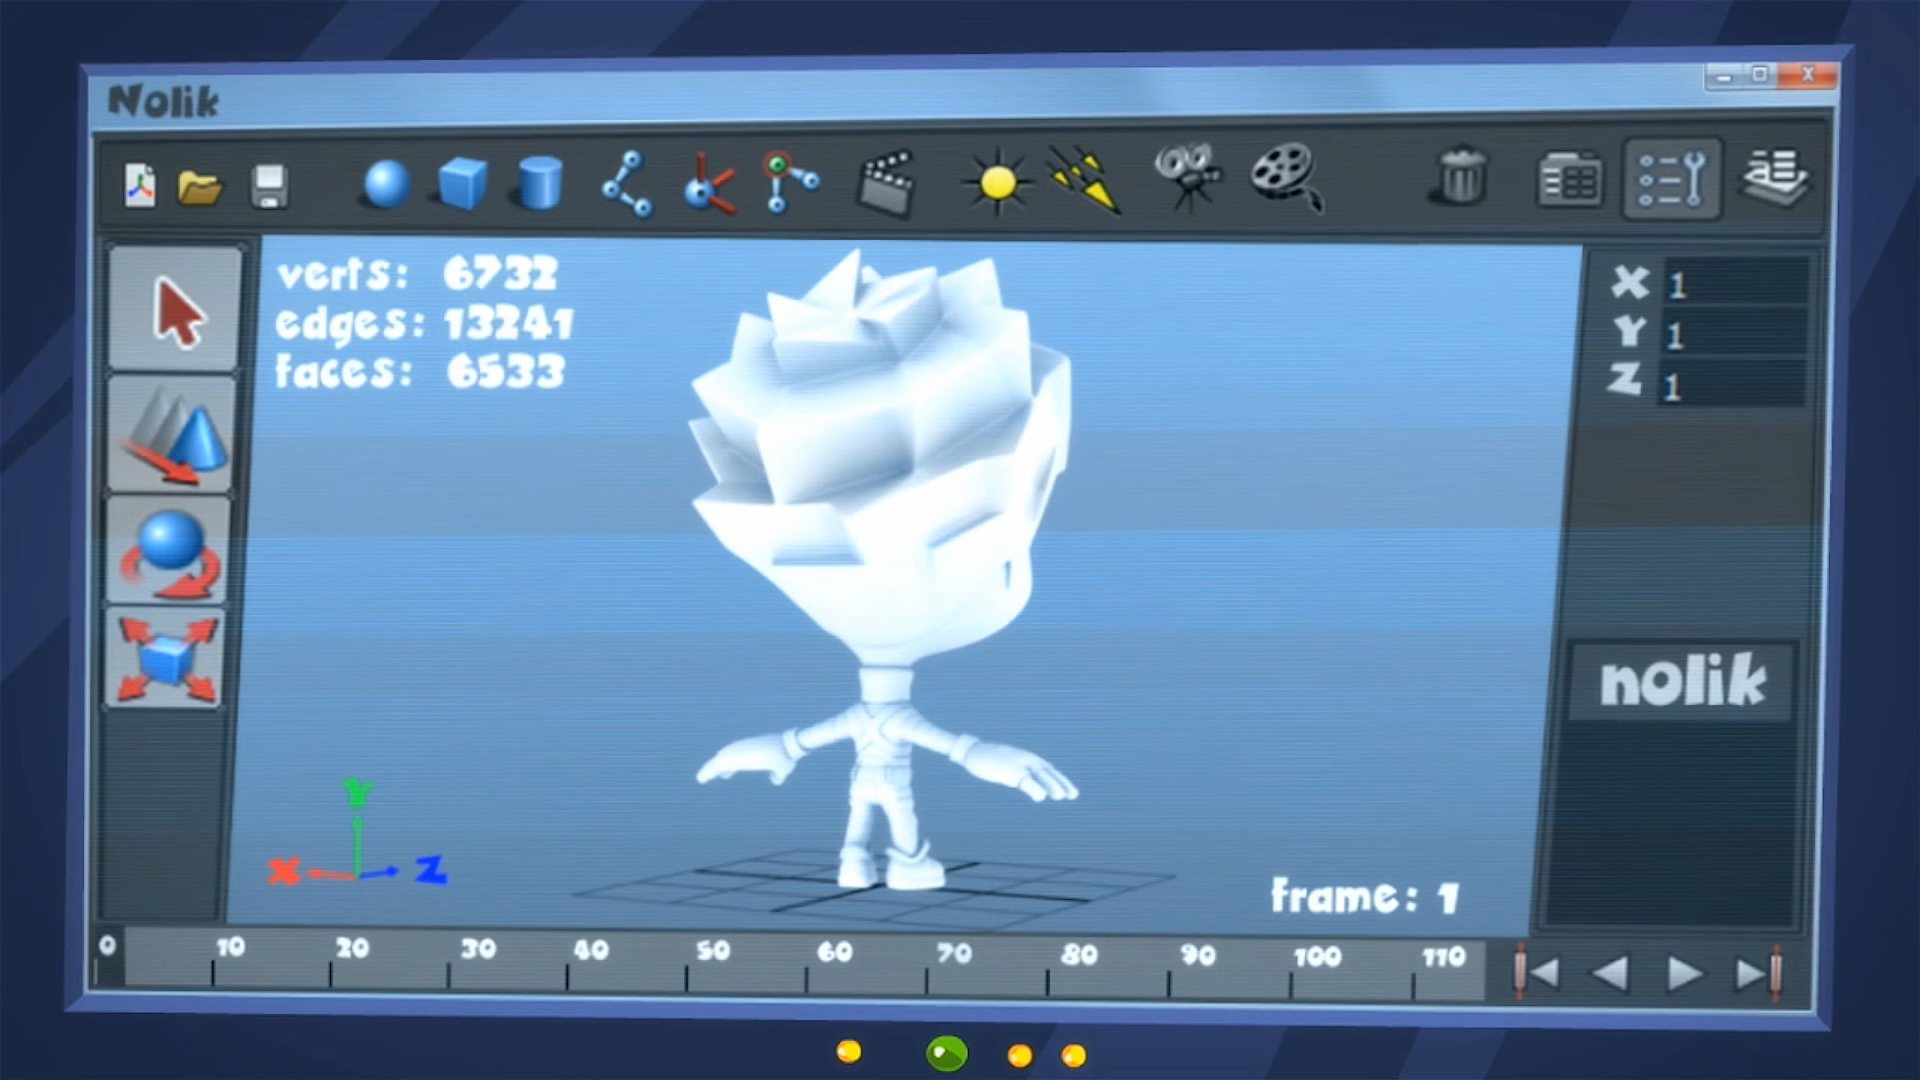 Nolik
verts: 6732
edges: 13241
faces: 6533
X 1
Y 1
Z 1
nolik
Y
X Z
frame: 1
0 10 20 30 40 50 60 70 80 90 100 110